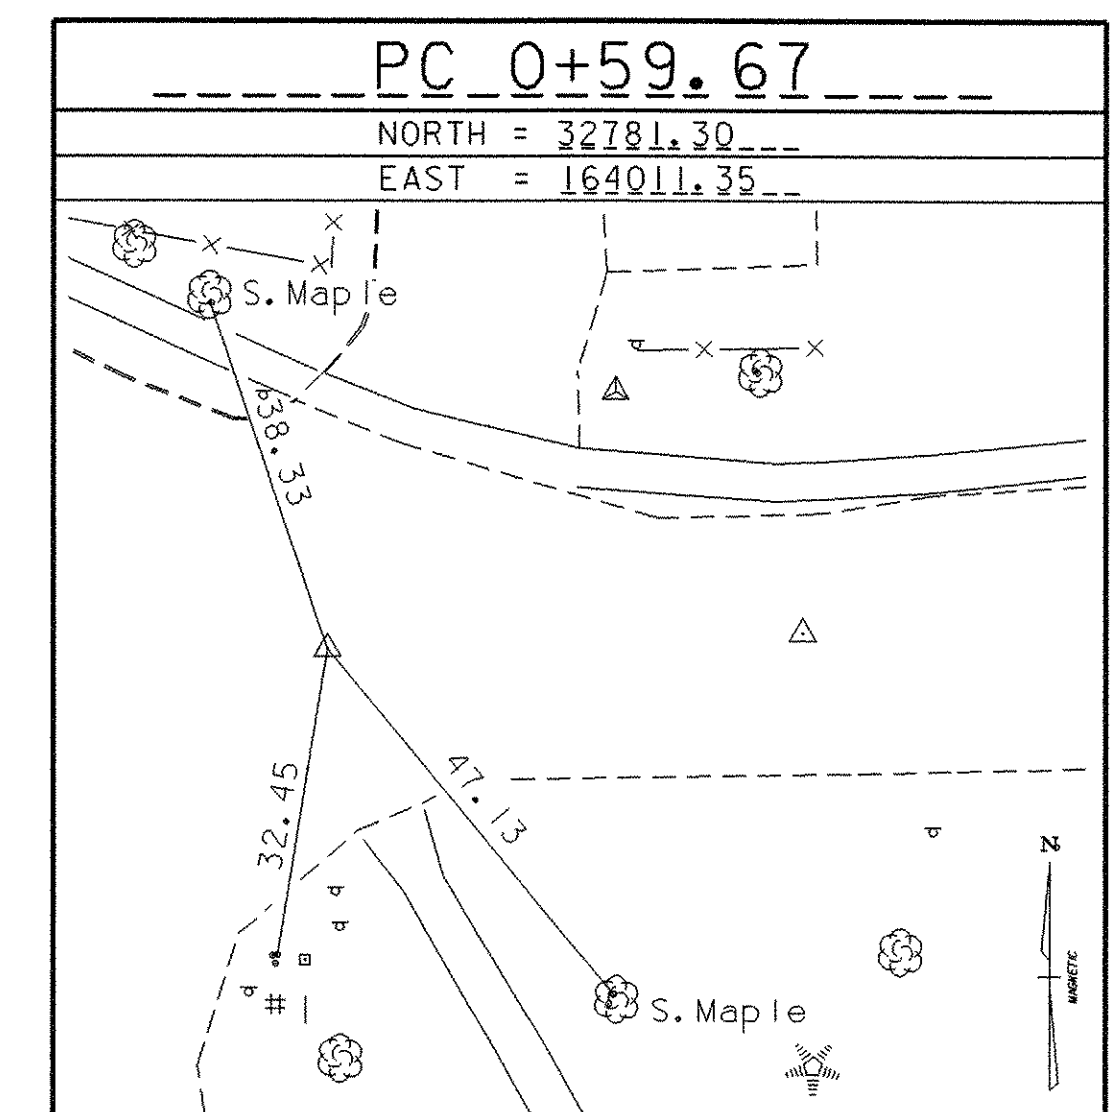 PC 0+59.67
NORTH = 32781.30
EAST = 164011.35
S. Maple
38.33
47.13
32.45
N
MAGNETIC
S. Maple
#